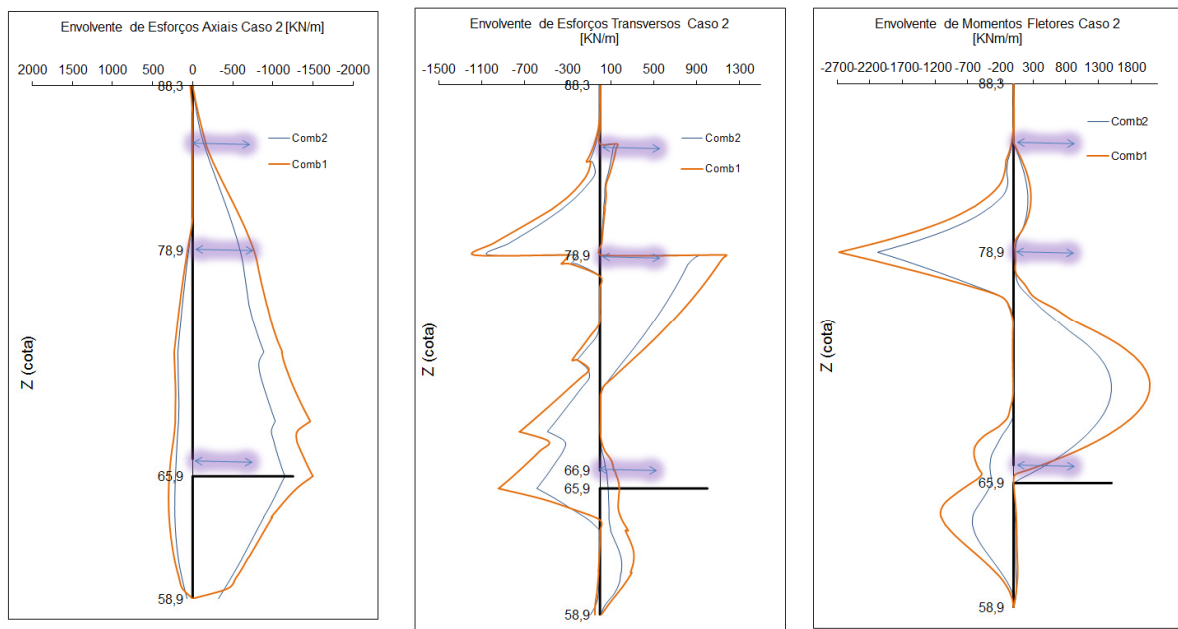 Envolvente de Esforços Axiais Caso 2 [KN/m]
2000 1500 1000 500 0 -500 -1000 -1500 -2000
88,3
Comb2
Comb1
78,9
Z (cota)
65,9
58,9
Envolvente de Esforços Transversos Caso 2
[KN/m]
-1500 -1100 -700 -300 100 500 900 1300
88,3
Comb2
Comb1
78,9
Z (cota)
66,9
65,9
58,9
Envolvente de Momentos Fletores Caso 2
[KNm/m]
-2700 -2200 -1700 -1200 -700 -200 300 800 1300 1800
88,3
Comb2
Comb1
78,9
Z (cota)
65,9
58,9